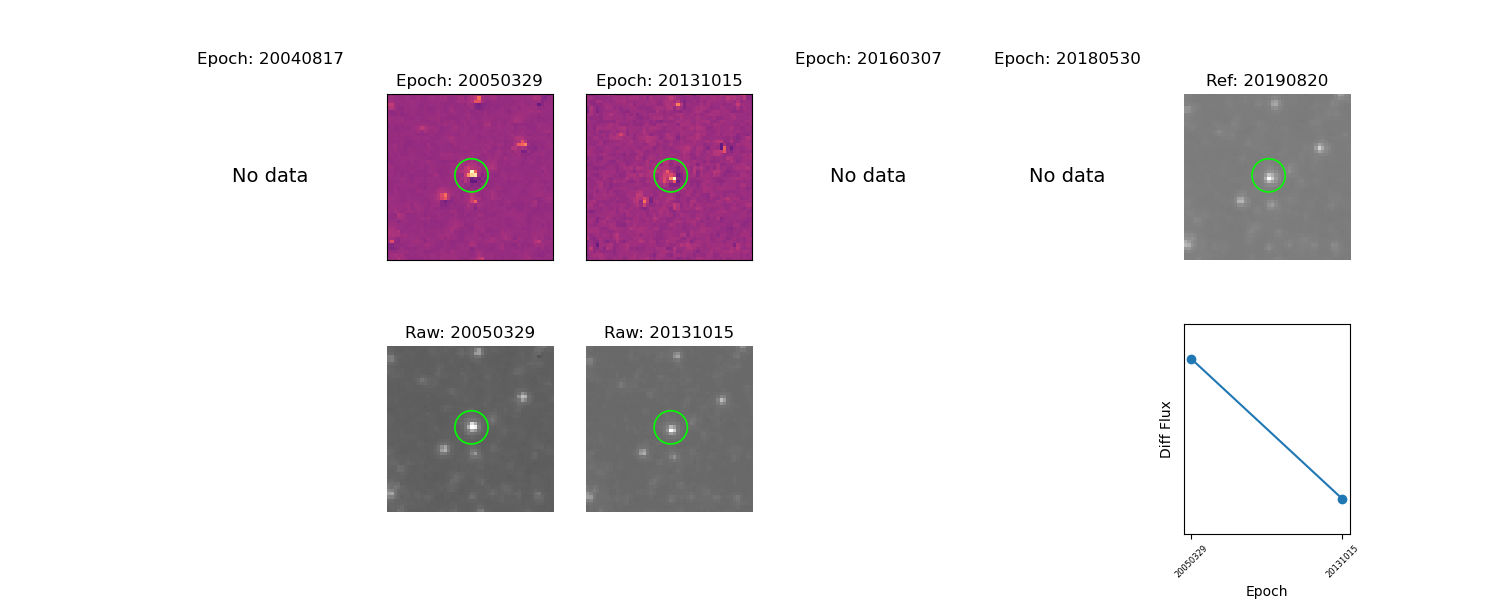 Epoch: 20040817
Epoch: 20050329
Epoch: 20131015
Epoch: 20160307
Epoch: 20180530
Ref: 20190820
No data
No data
No data
Raw: 20050329
Raw: 20131015
Diff Flux
20050329
20131015
Epoch